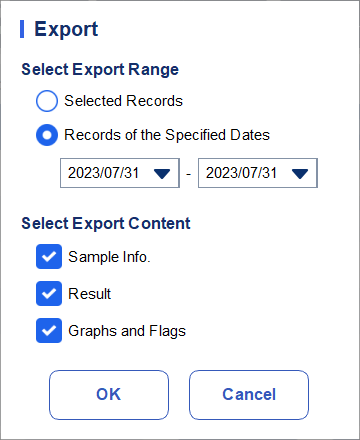 Export
Select Export Range
Selected Records
Records of the Specified Dates
2023/07/31 - 2023/07/31
Select Export Content
Sample Info.
Result
Graphs and Flags
OK Cancel